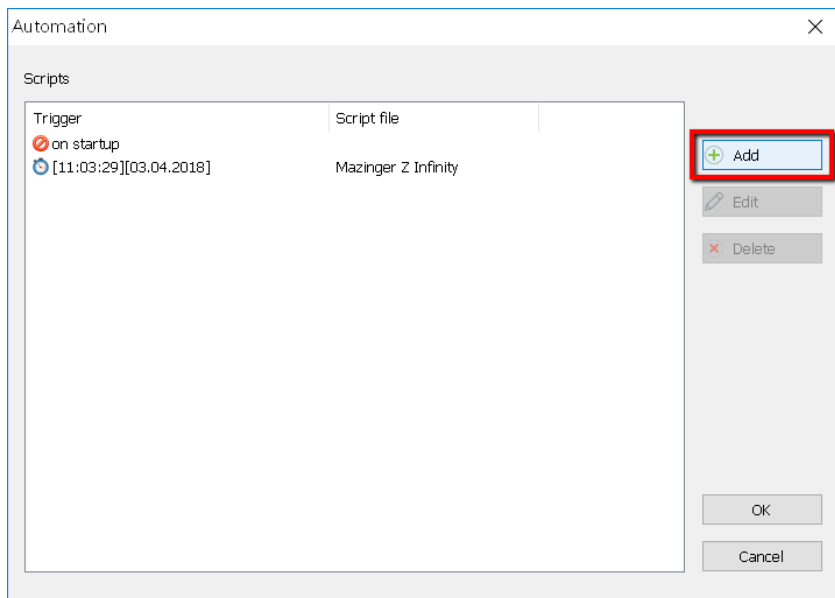 Automation
Scripts
Trigger Script file
on startup
[11:03:29][03.04.2018] Mazinger Z Infinity
Add
Edit
Delete
OK
Cancel